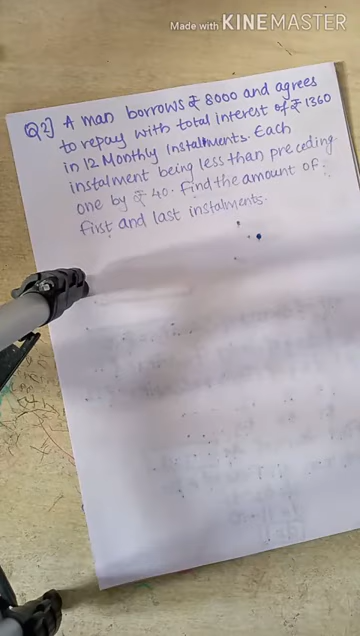 Made with KINEMASTER
Q2] A man borrows ₹ 8000 and agrees
to repay with total interest of ₹ 1360
in 12 Monthly Instalments. Each
instalment being less than preceding
one by ₹ 40. Find the amount of
first and last instalments.